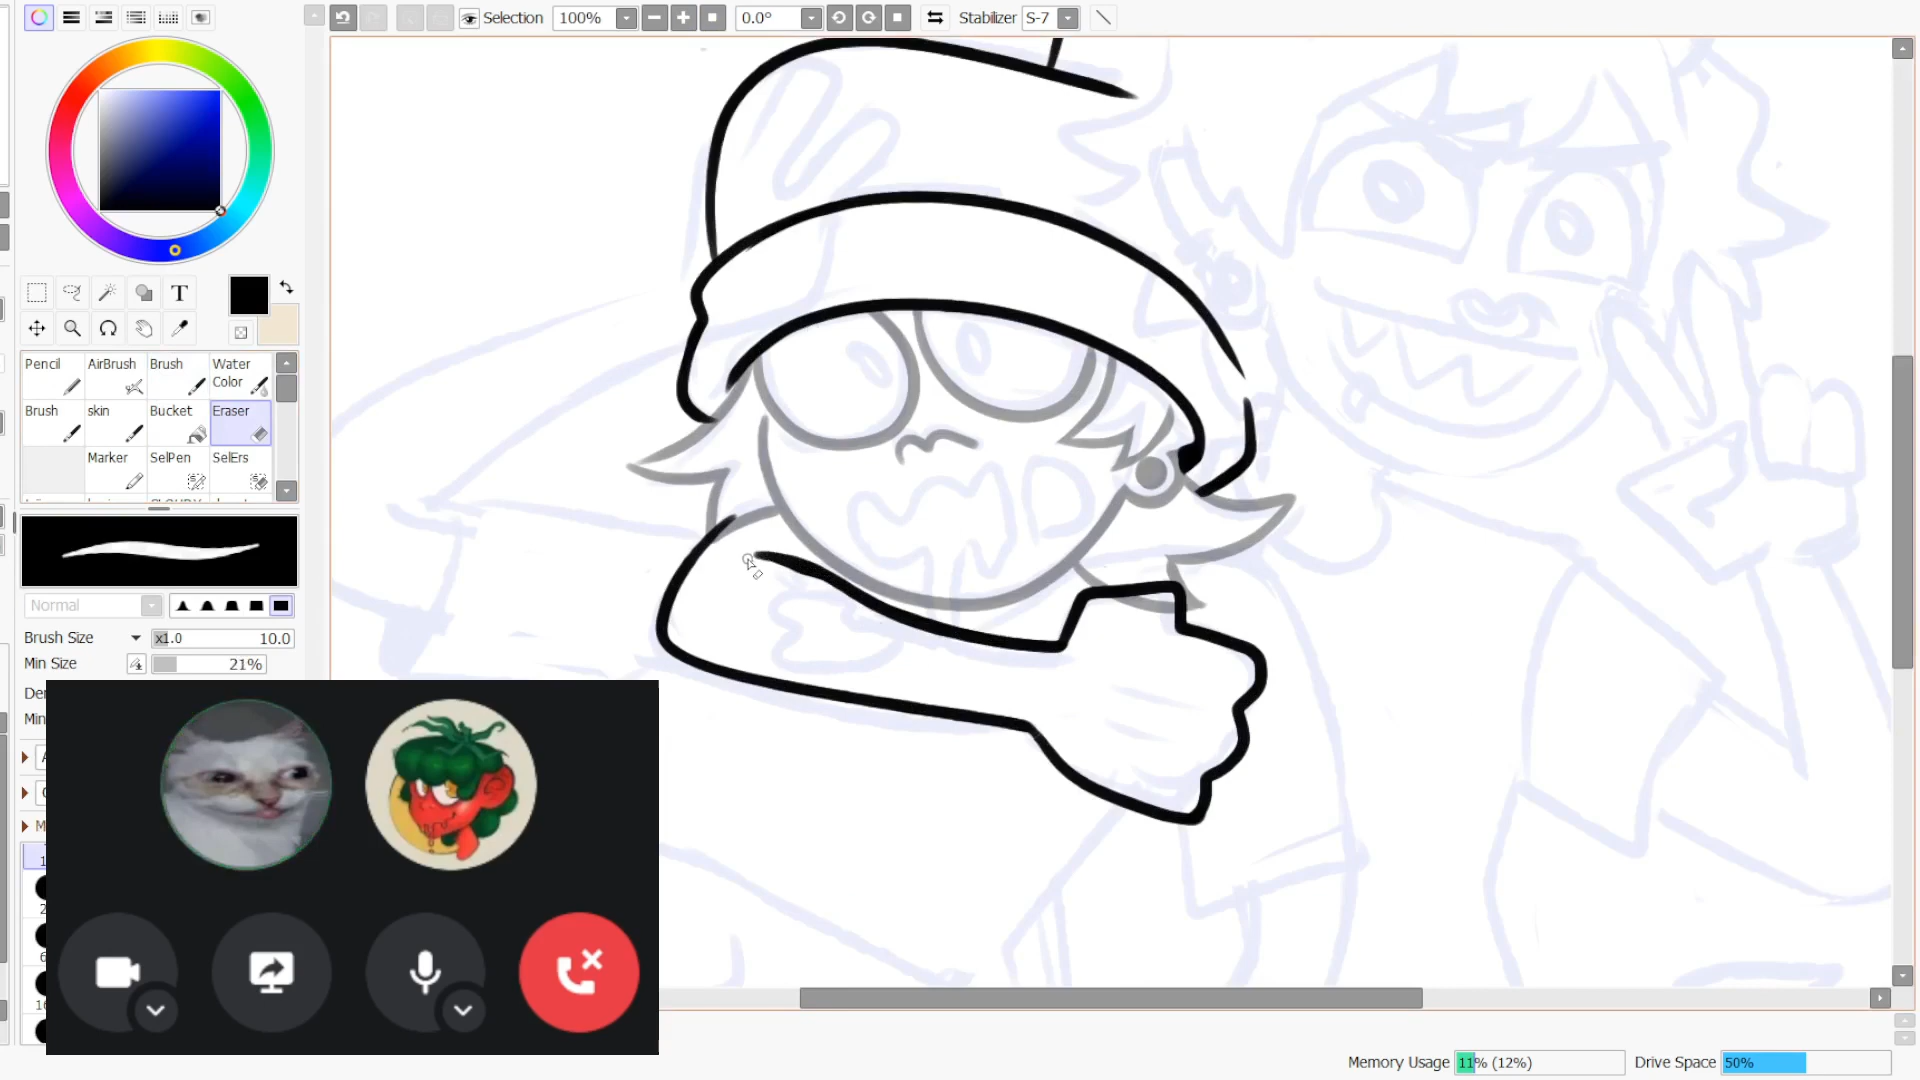 Selection 100% 0.0° Stabilizer S-7
T
Pencil AirBrush Brush Water Color
Brush skin Bucket Eraser
Marker SelPen SelErs
Normal
Brush Size x1.0 10.0
Min Size 21%
Memory Usage 11% (12%) Drive Space 50%